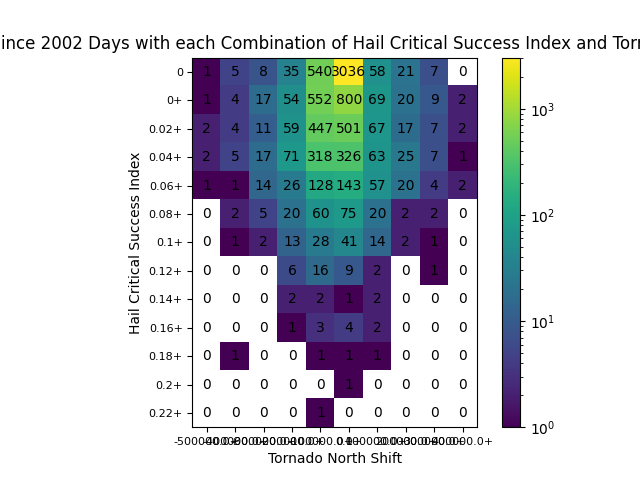 ince 2002 Days with each Combination of Hail Critical Success Index and Tor
0 1 5 8 35 540 3036 58 21 7 0
0+ 1 4 17 54 552 800 69 20 9 2
0.02+ 2 4 11 59 447 501 67 17 7 2
0.04+ 2 5 17 71 318 326 63 25 7 1
0.06+ 1 1 14 26 128 143 57 20 4 2
0.08+ 0 2 5 20 60 75 20 2 2 0
0.1+ 0 1 2 13 28 41 14 2 1 0
0.12+ 0 0 0 6 16 9 2 0 1 0
0.14+ 0 0 0 2 2 1 2 0 0 0
0.16+ 0 0 0 1 3 4 2 0 0 0
0.18+ 0 1 0 0 1 1 1 0 0 0
0.2+ 0 0 0 0 0 1 0 0 0 0
0.22+ 0 0 0 0 1 0 0 0 0 0
Hail Critical Success Index
Tornado North Shift
10³
10²
10¹
10⁰